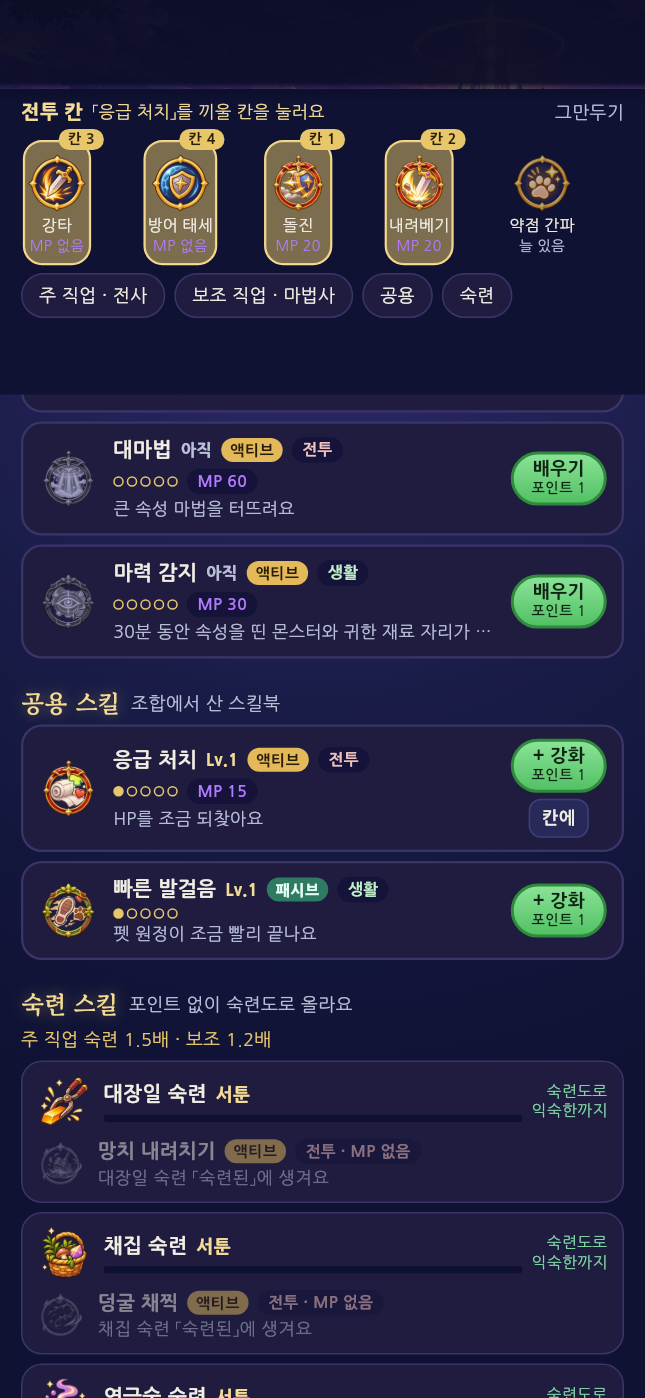 전투 칸 「응급 처치」를 끼울 칸을 눌러요 그만두기
칸 3 칸 4 칸 1 칸 2
강타 방어 태세 돌진 내려베기 약점 간파
MP 없음 MP 없음 MP 20 MP 20 늘 있음
주 직업 · 전사 보조 직업 · 마법사 공용 숙련
대마법 아직 액티브 전투
MP 60
큰 속성 마법을 터뜨려요
배우기
포인트 1
마력 감지 아직 액티브 생활
MP 30
30분 동안 속성을 띤 몬스터와 귀한 재료 자리가 …
배우기
포인트 1
공용 스킬 조합에서 산 스킬북
응급 처치 Lv.1 액티브 전투
MP 15
HP를 조금 되찾아요
+ 강화
포인트 1
칸에
빠른 발걸음 Lv.1 패시브 생활
펫 원정이 조금 빨리 끝나요
+ 강화
포인트 1
숙련 스킬 포인트 없이 숙련도로 올라요
주 직업 숙련 1.5배 · 보조 1.2배
대장일 숙련 서툰
숙련도로
익숙한까지
망치 내려치기 액티브 전투 · MP 없음
대장일 숙련 「숙련된」에 생겨요
채집 숙련 서툰
숙련도로
익숙한까지
덩굴 채찍 액티브 전투 · MP 없음
채집 숙련 「숙련된」에 생겨요